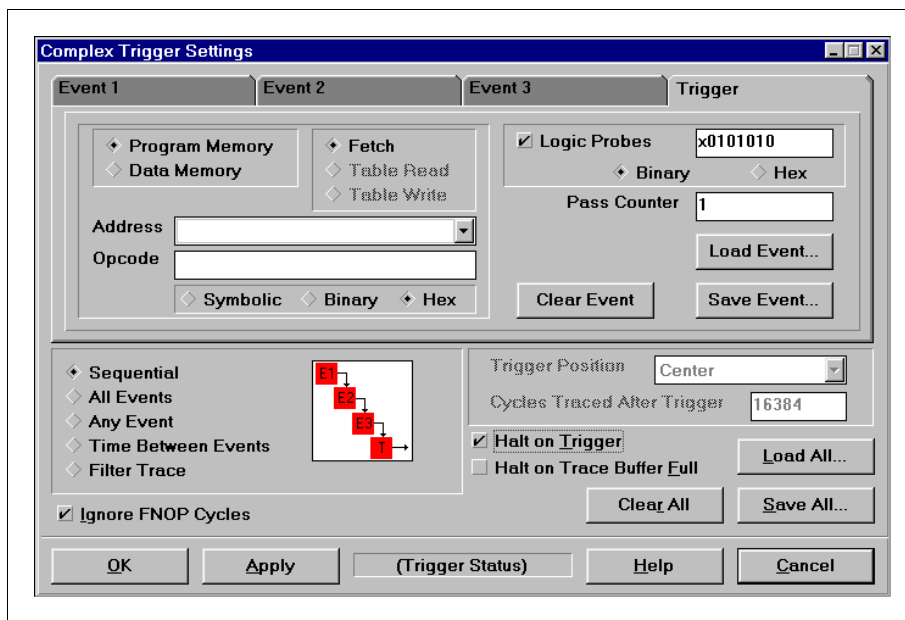 Complex Trigger Settings
Event 1
Event 2
Event 3
Trigger
Program Memory
Data Memory
Fetch
Table Read
Table Write
Address
Opcode
Symbolic
Binary
Hex
Logic Probes
x0101010
Binary
Hex
Pass Counter
1
Load Event...
Clear Event
Save Event...
Sequential
All Events
Any Event
Time Between Events
Filter Trace
E1
E2
E3
T
Ignore FNOP Cycles
Trigger Position
Center
Cycles Traced After Trigger
16384
Halt on Trigger
Halt on Trace Buffer Full
Load All...
Clear All
Save All...
OK
Apply
(Trigger Status)
Help
Cancel